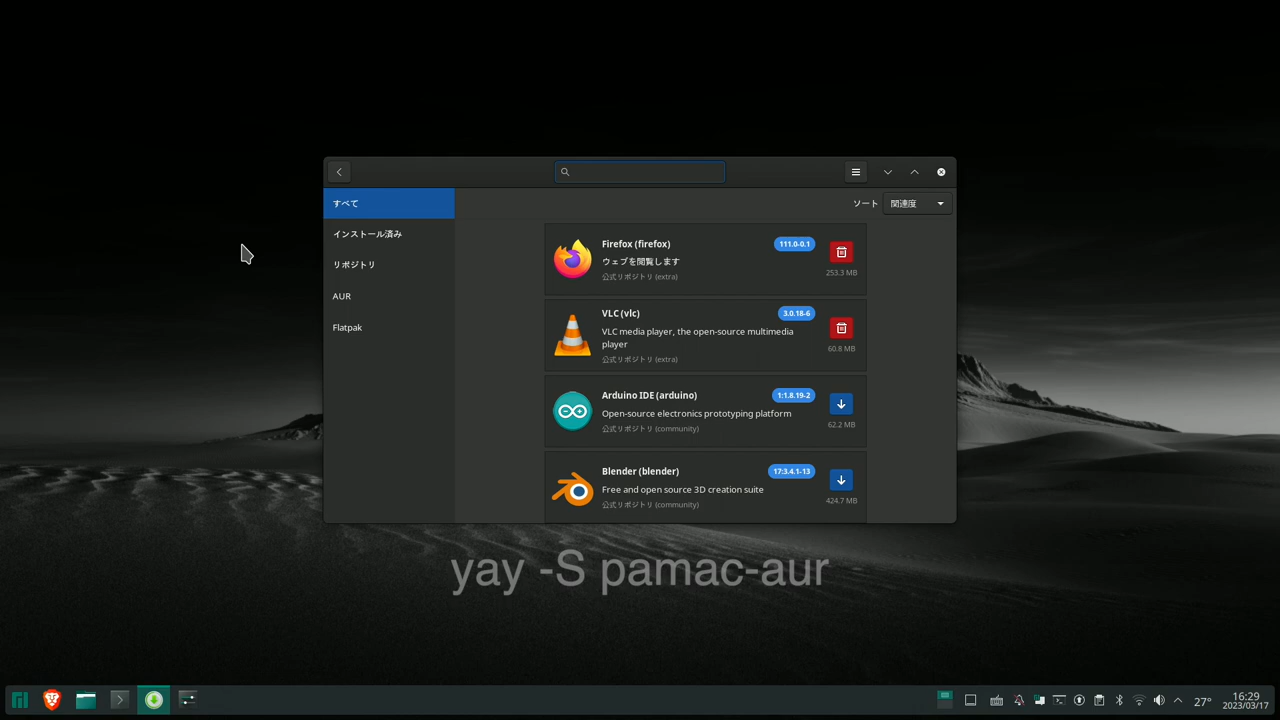 すべて
インストール済み
リポジトリ
AUR
Flatpak
ソート 関連度
Firefox (firefox) 111.0-0.1
ウェブを閲覧します
公式リポジトリ (extra)
253.3 MB
VLC (vlc) 3.0.18-6
VLC media player, the open-source multimedia
player
公式リポジトリ (extra)
60.8 MB
Arduino IDE (arduino) 1:1.8.19-2
Open-source electronics prototyping platform
公式リポジトリ (community)
62.2 MB
Blender (blender) 17:3.4.1-13
Free and open source 3D creation suite
公式リポジトリ (community)
424.7 MB
yay -S pamac-aur
27°
16:29
2023/03/17